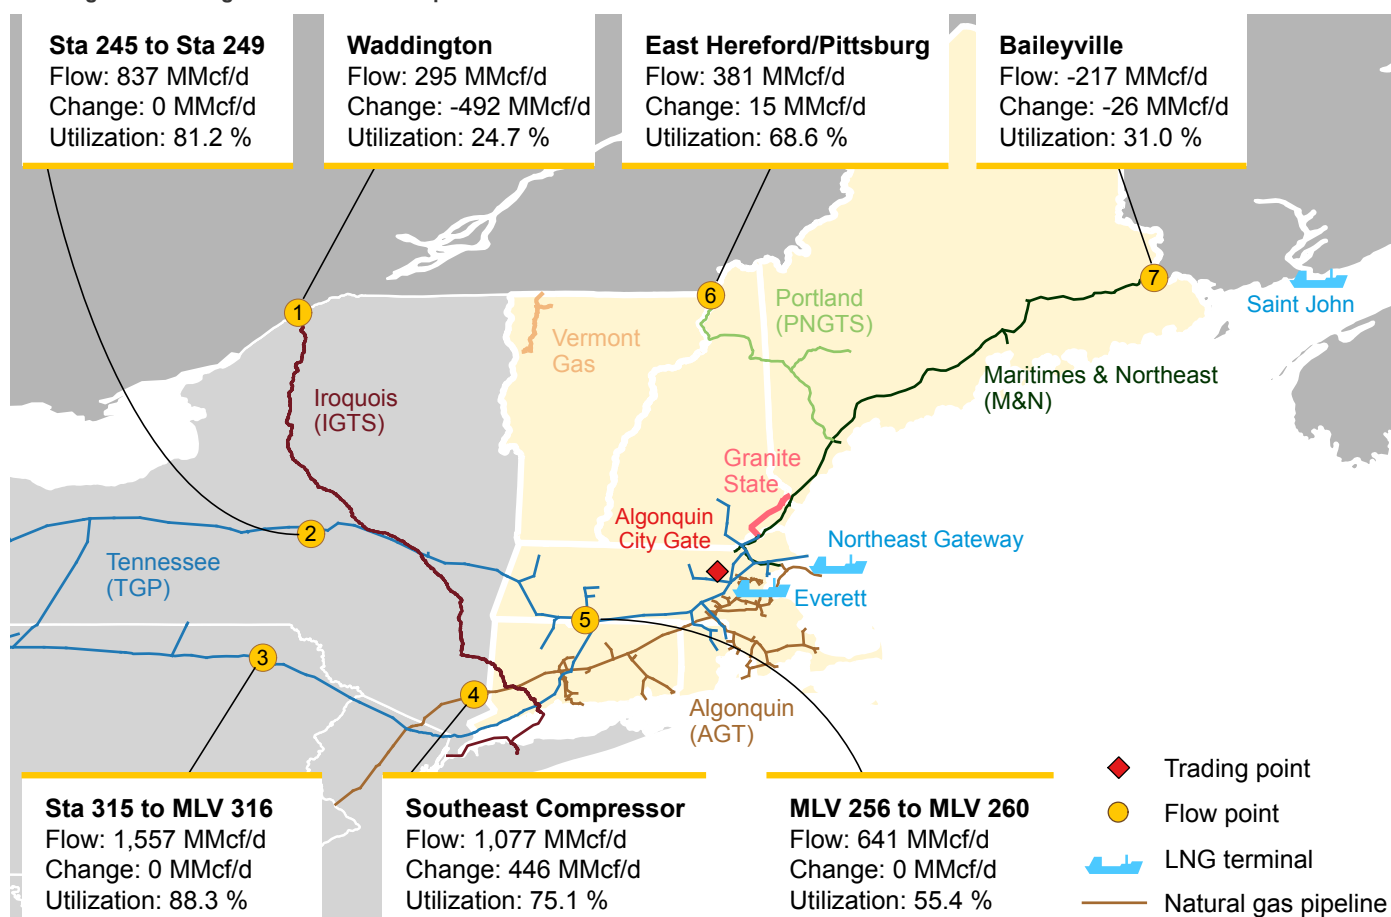 Sta 245 to Sta 249
Flow: 837 MMcf/d
Change: 0 MMcf/d
Utilization: 81.2 %
Waddington
Flow: 295 MMcf/d
Change: -492 MMcf/d
Utilization: 24.7 %
East Hereford/Pittsburg
Flow: 381 MMcf/d
Change: 15 MMcf/d
Utilization: 68.6 %
Baileyville
Flow: -217 MMcf/d
Change: -26 MMcf/d
Utilization: 31.0 %
1
6
7
Portland
(PNGTS)
Saint John
Vermont
Gas
Maritimes & Northeast
(M&N)
Iroquois
(IGTS)
Granite
State
Algonquin
City Gate
2
Northeast Gateway
Tennessee
(TGP)
Everett
5
3
4
Algonquin
(AGT)
Sta 315 to MLV 316
Flow: 1,557 MMcf/d
Change: 0 MMcf/d
Utilization: 88.3 %
Southeast Compressor
Flow: 1,077 MMcf/d
Change: 446 MMcf/d
Utilization: 75.1 %
MLV 256 to MLV 260
Flow: 641 MMcf/d
Change: 0 MMcf/d
Utilization: 55.4 %
Trading point
Flow point
LNG terminal
Natural gas pipeline